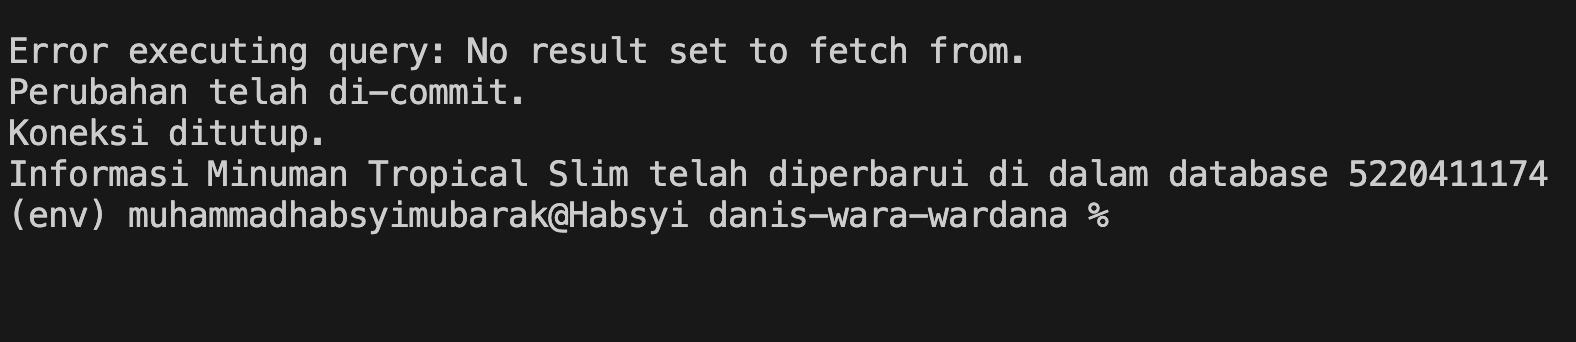 Error executing query: No result set to fetch from.
Perubahan telah di-commit.
Koneksi ditutup.
Informasi Minuman Tropical Slim telah diperbarui di dalam database 5220411174
(env) muhammadhabsyimubarak@Habsyi danis-wara-wardana %